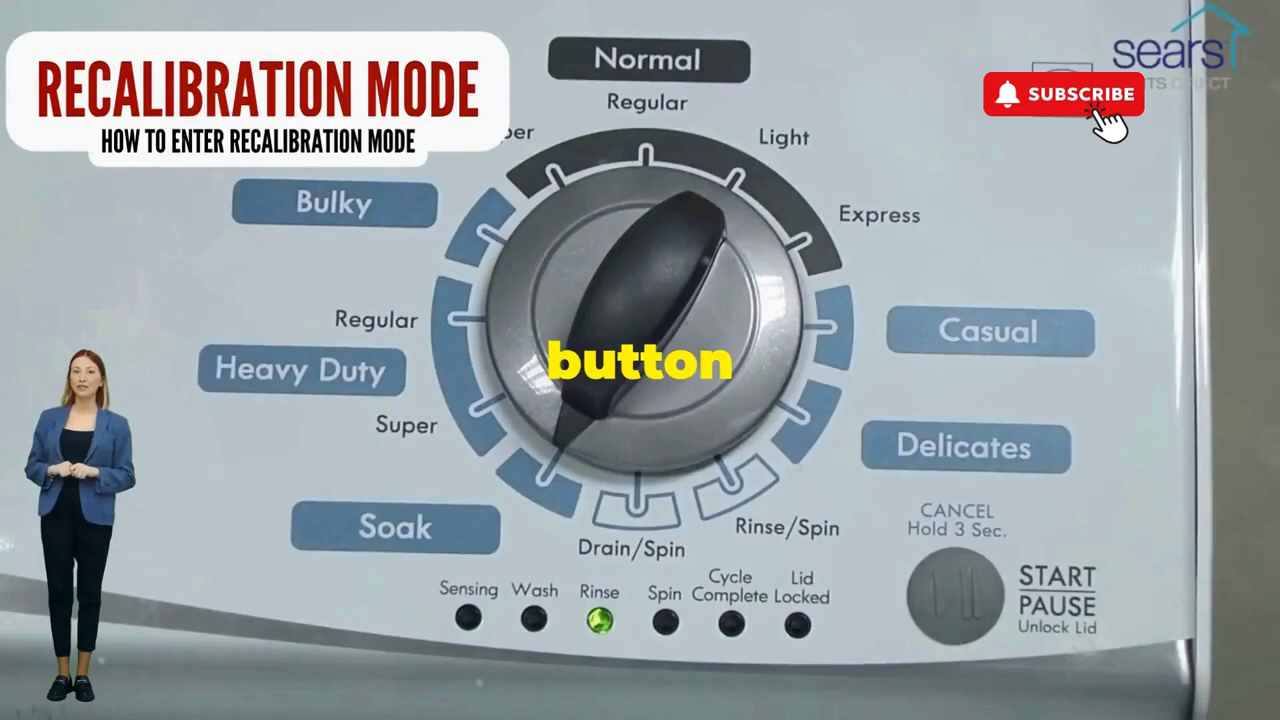 sears
RECALIBRATION MODE
HOW TO ENTER RECALIBRATION MODE
SUBSCRIBE
DIRECT
Normal
Regular
Light
Bulky
Express
Regular
Casual
Heavy Duty
button
Super
Delicates
Soak
Rinse/Spin
Drain/Spin
CANCEL
Hold 3 Sec.
Sensing
Wash
Rinse
Spin
Cycle
Complete
Lid
Locked
START
PAUSE
Unlock Lid